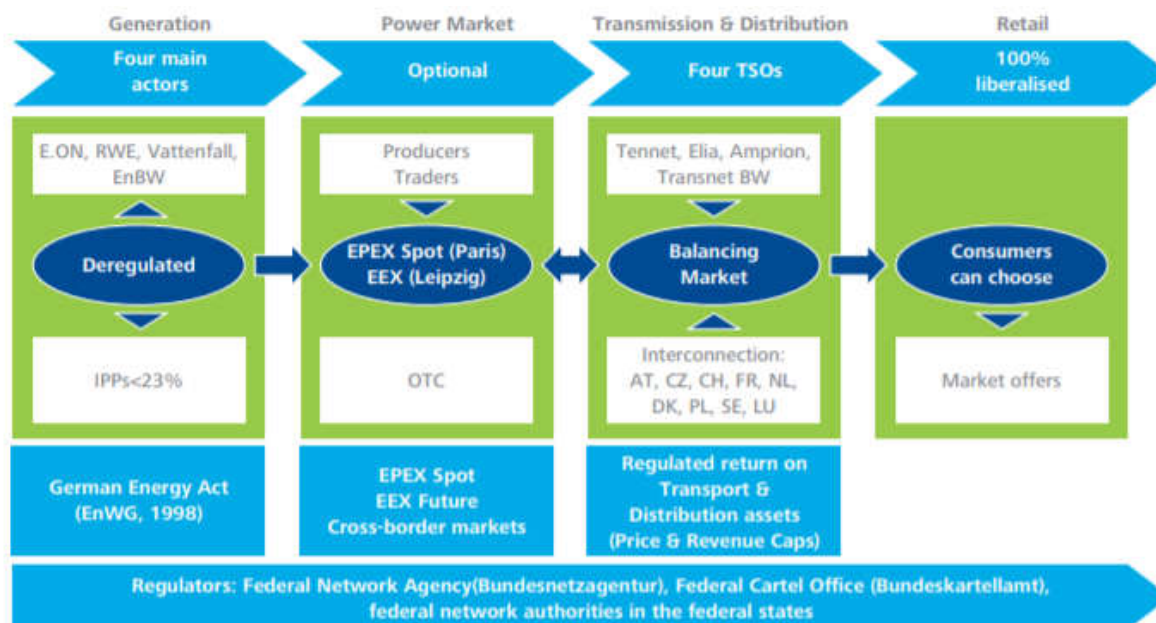 Generation
Power Market
Transmission & Distribution
Retail
Four main
actors
Optional
Four TSOs
100%
liberalised
E.ON, RWE, Vattenfall,
EnBW
Deregulated
IPPs<23%
German Energy Act
(EnWG, 1998)
Producers
Traders
EPEX Spot (Paris)
EEX (Leipzig)
OTC
EPEX Spot
EEX Future
Cross-border markets
Tennet, Elia, Amprion,
Transnet BW
Balancing
Market
Interconnection:
AT, CZ, CH, FR, NL,
DK, PL, SE, LU
Regulated return on
Transport &
Distribution assets
(Price & Revenue Caps)
Consumers
can choose
Market offers
Regulators: Federal Network Agency(Bundesnetzagentur), Federal Cartel Office (Bundeskartellamt),
federal network authorities in the federal states